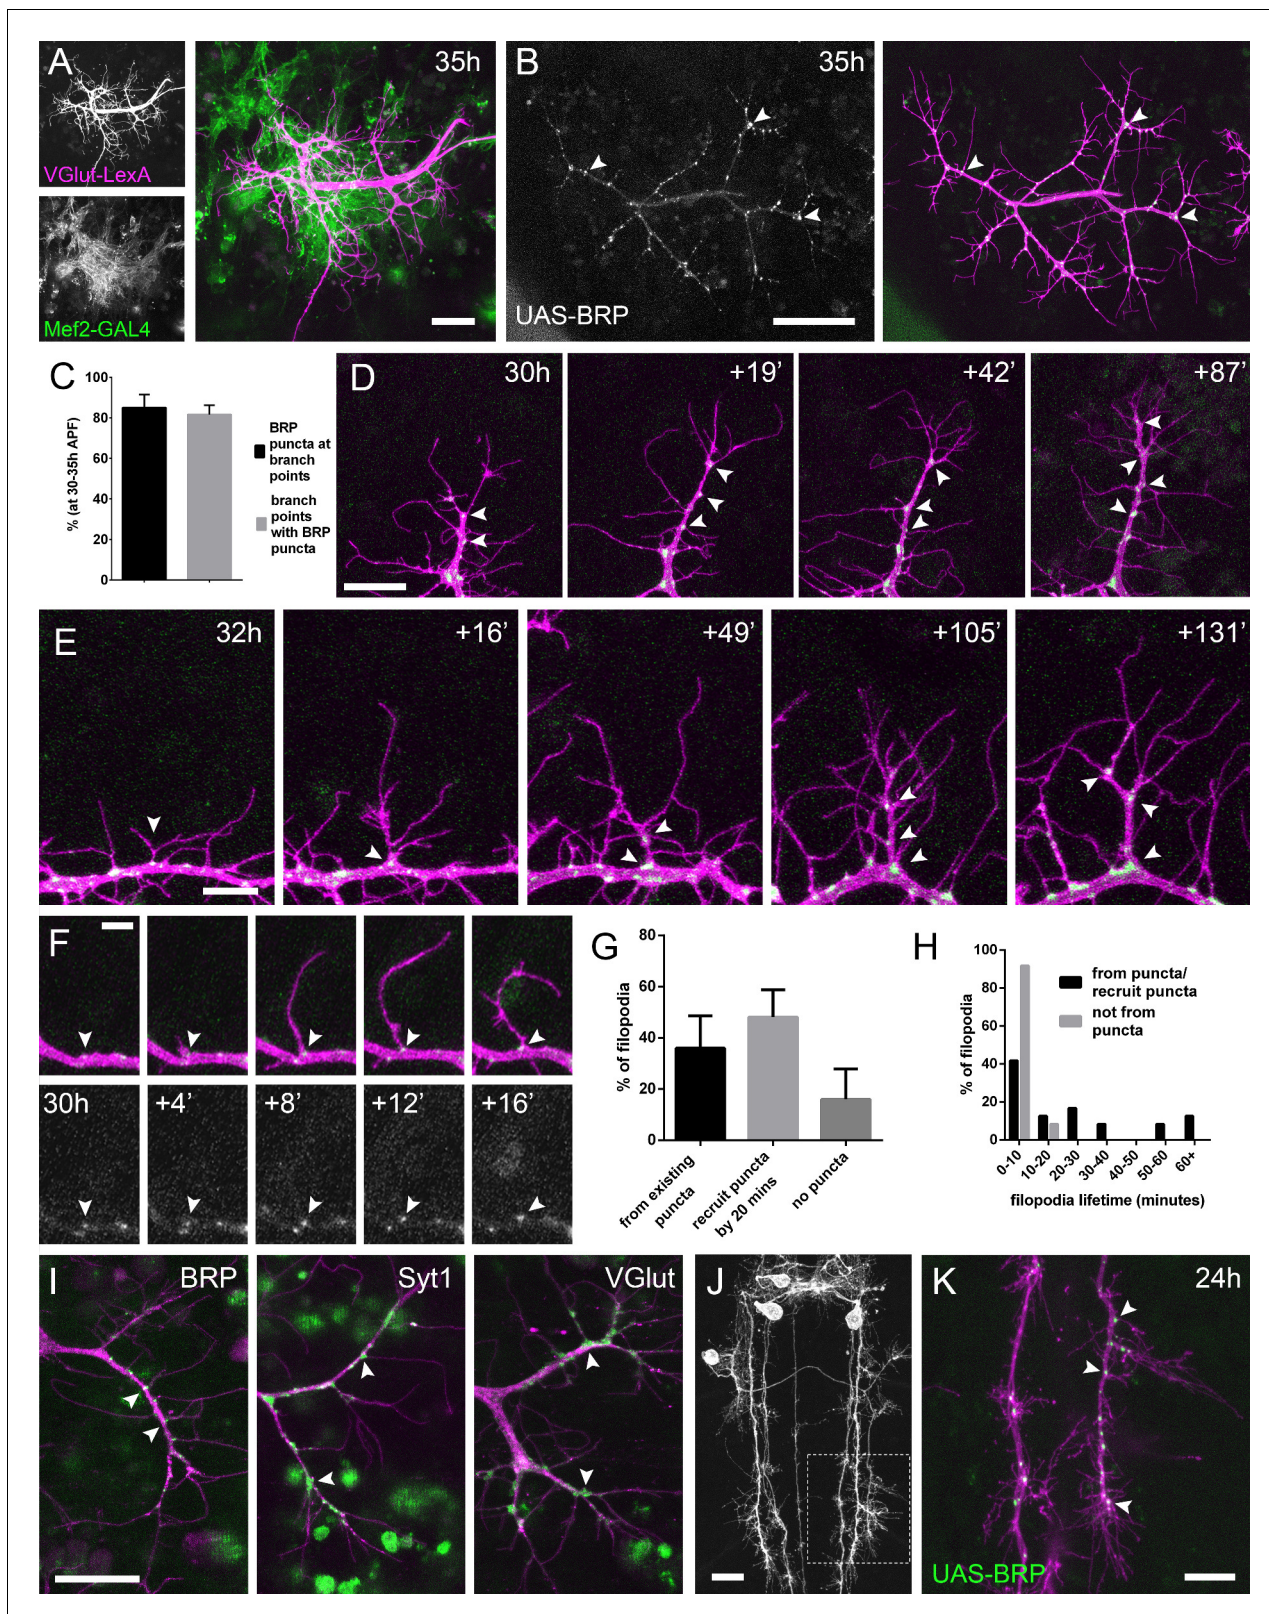 A
35h
VGlut-LexA
Mef2-GAL4
B
35h
UAS-BRP
C
100
80
60
40
20
0
% (at 30-35h APF)
BRP
puncta at
branch
points
branch
points
with BRP
puncta
D
30h
+19’
+42’
+87’
E
32h
+16’
+49’
+105’
+131’
F
30h
+4’
+8’
+12’
+16’
G
80
60
40
20
0
% of filopodia
from existing
puncta
recruit puncta
by 20 mins
no puncta
H
100
80
60
40
20
0
% of filopodia
from puncta/
recruit puncta
not from
puncta
0-10
10-20
20-30
30-40
40-50
50-60
60+
filopodia lifetime (minutes)
I
BRP
Syt1
VGlut
J
K
24h
UAS-BRP